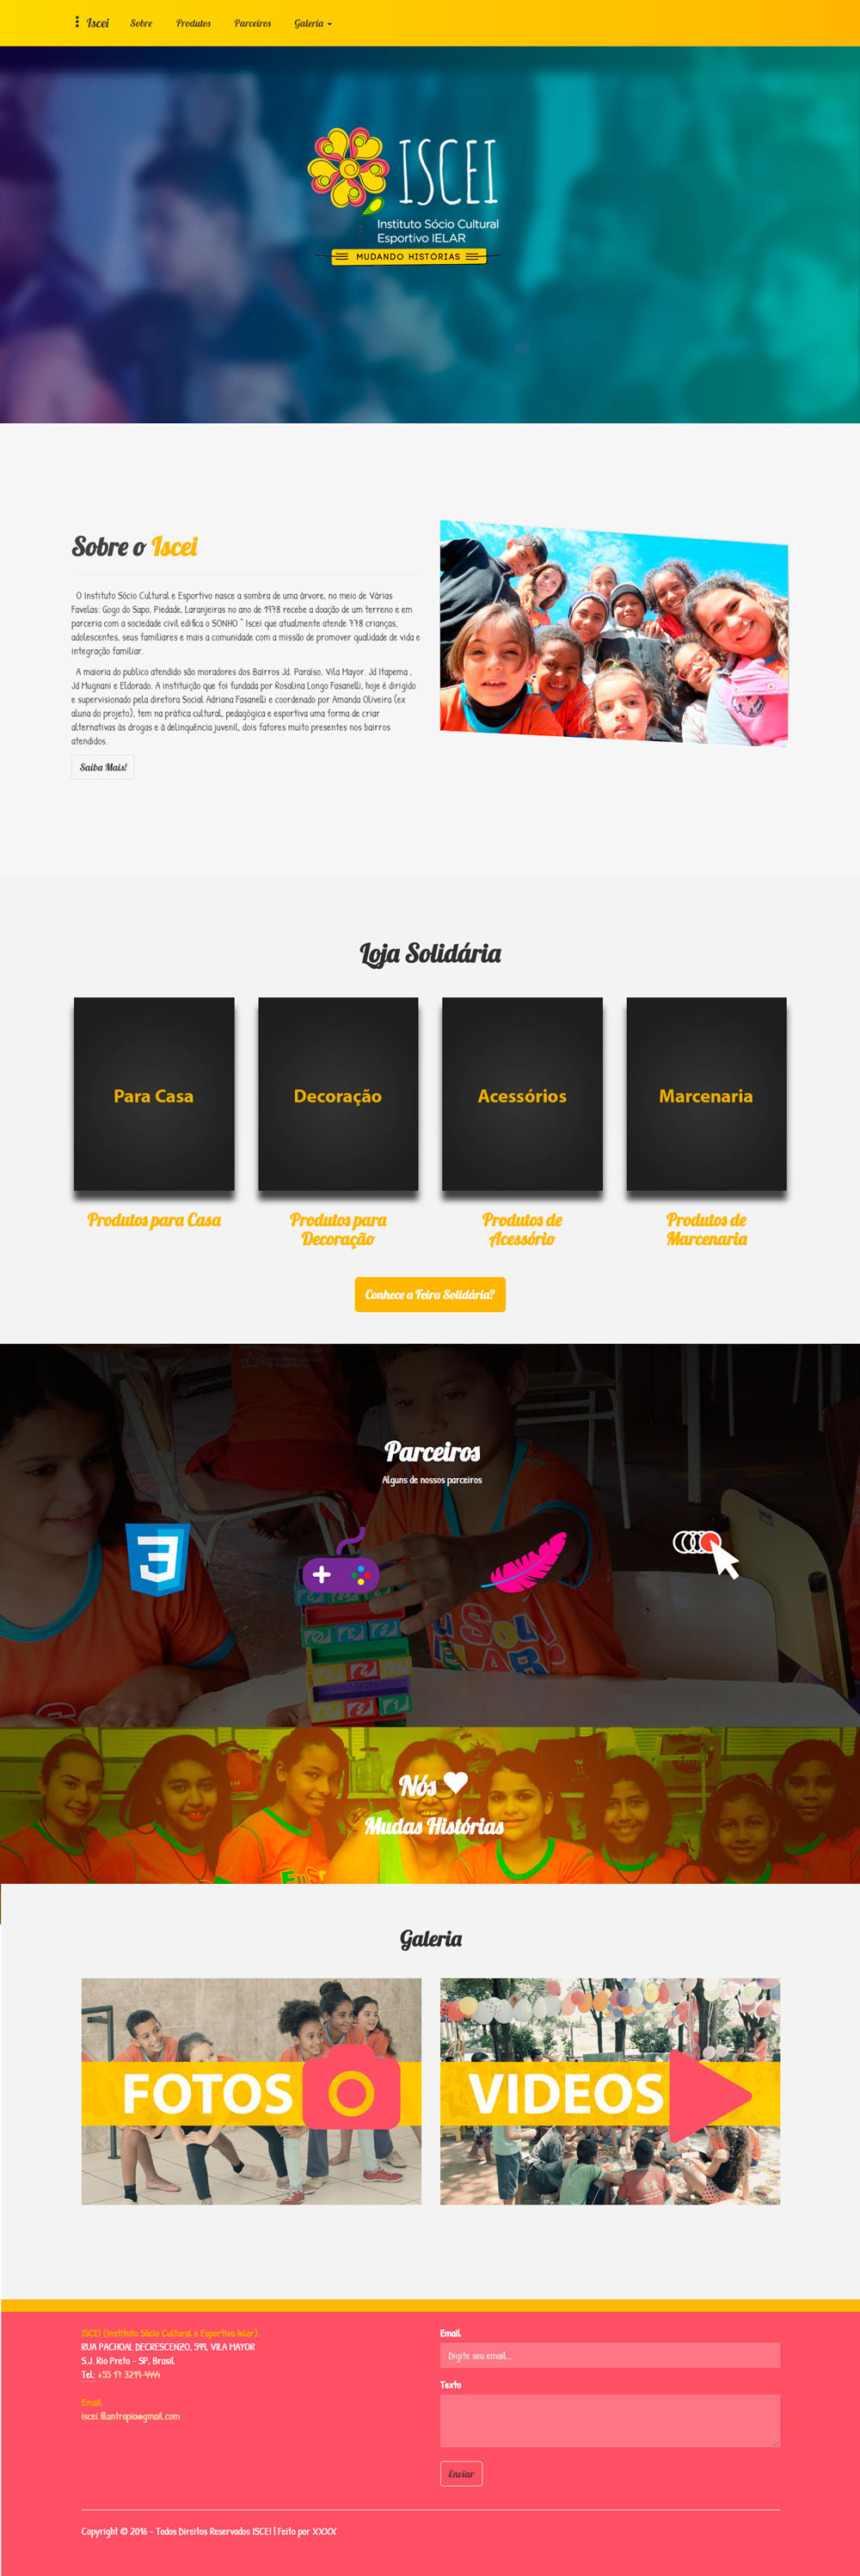 Iscei Sobre Produtos Parceiros Galeria
ISCEI
Instituto Sócio Cultural
Esportivo IELAR
MUDANDO HISTÓRIAS
Sobre o Iscei
O Instituto Sócio Cultural e Esportivo nasce a sombra de uma árvore, no meio de Várias
Favelas: Gogo do Sapo, Piedade, Laranjeiras no ano de 1978 recebe a doação de um terreno e em
parceria com a sociedade civil edifica o SONHO " Iscei que atualmente atende 778 crianças,
adolescentes, seus familiares e mais a comunidade com a missão de promover qualidade de vida e
integração familiar.
A maioria do publico atendido são moradores dos Bairros Jd. Paraíso, Vila Mayor. Jd Itapema ,
Jd Mugnani e Eldorado. A instituição que foi fundada por Rosalina Longo Fasanelli, hoje é dirigido
e supervisionado pela diretora Social Adriana Fasanelli e coordenado por Amanda Oliveira (ex
aluna do projeto), tem na prática cultural, pedagógica e esportiva uma forma de criar
alternativas às drogas e à delinquência juvenil, dois fatores muito presentes nos bairros
atendidos.
Saiba Mais!
Loja Solidária
Para Casa Decoração Acessórios Marcenaria
Produtos para Casa
Produtos para
Decoração
Produtos de
Acessório
Produtos de
Marcenaria
Conhece a Feira Solidária?
Parceiros
Alguns de nossos parceiros
Nós
Mudas Histórias
Galeria
FOTOS
VIDEOS
ISCEI (Instituto Sócio Cultural e Esportivo Ielar).
RUA PACHOAL DECRESCENZO, 599, VILA MAYOR
S.J. Rio Preto - SP, Brasil
Tel: +55 17 3219-4444
Email
iscei.filantropia@gmail.com
Email
Digite seu email...
Texto
Enviar
Copyright © 2016 - Todos Direitos Reservados ISCEI | Feito por XXXX